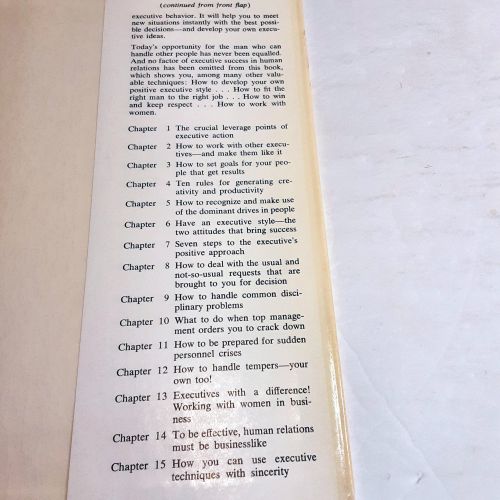 (continued from front flap)
executive behavior. It will help you to meet
new situations instantly with the best possi-
ble decisions—and develop your own execu-
tive ideas.
Today's opportunity for the man who can
handle other people has never been equalled.
And no factor of executive success in human
relations has been omitted from this book,
which shows you, among many other valu-
able techniques: How to develop your own
positive executive style . . . How to fit the
right man to the right job . . . How to win
and keep respect . . . How to work with
women.
Chapter 1 The crucial leverage points of
executive action
Chapter 2 How to work with other execu-
tives—and make them like it
Chapter 3 How to set goals for your peo-
ple that get results
Chapter 4 Ten rules for generating cre-
ativity and productivity
Chapter 5 How to recognize and make use
of the dominant drives in people
Chapter 6 Have an executive style—the
two attitudes that bring success
Chapter 7 Seven steps to the executive's
positive approach
Chapter 8 How to deal with the usual and
not-so-usual requests that are
brought to you for decision
Chapter 9 How to handle common disci-
plinary problems
Chapter 10 What to do when top manage-
ment orders you to crack down
Chapter 11 How to be prepared for sudden
personnel crises
Chapter 12 How to handle tempers—your
own too!
Chapter 13 Executives with a difference!
Working with women in busi-
ness
Chapter 14 To be effective, human relations
must be businesslike
Chapter 15 How you can use executive
techniques with sincerity